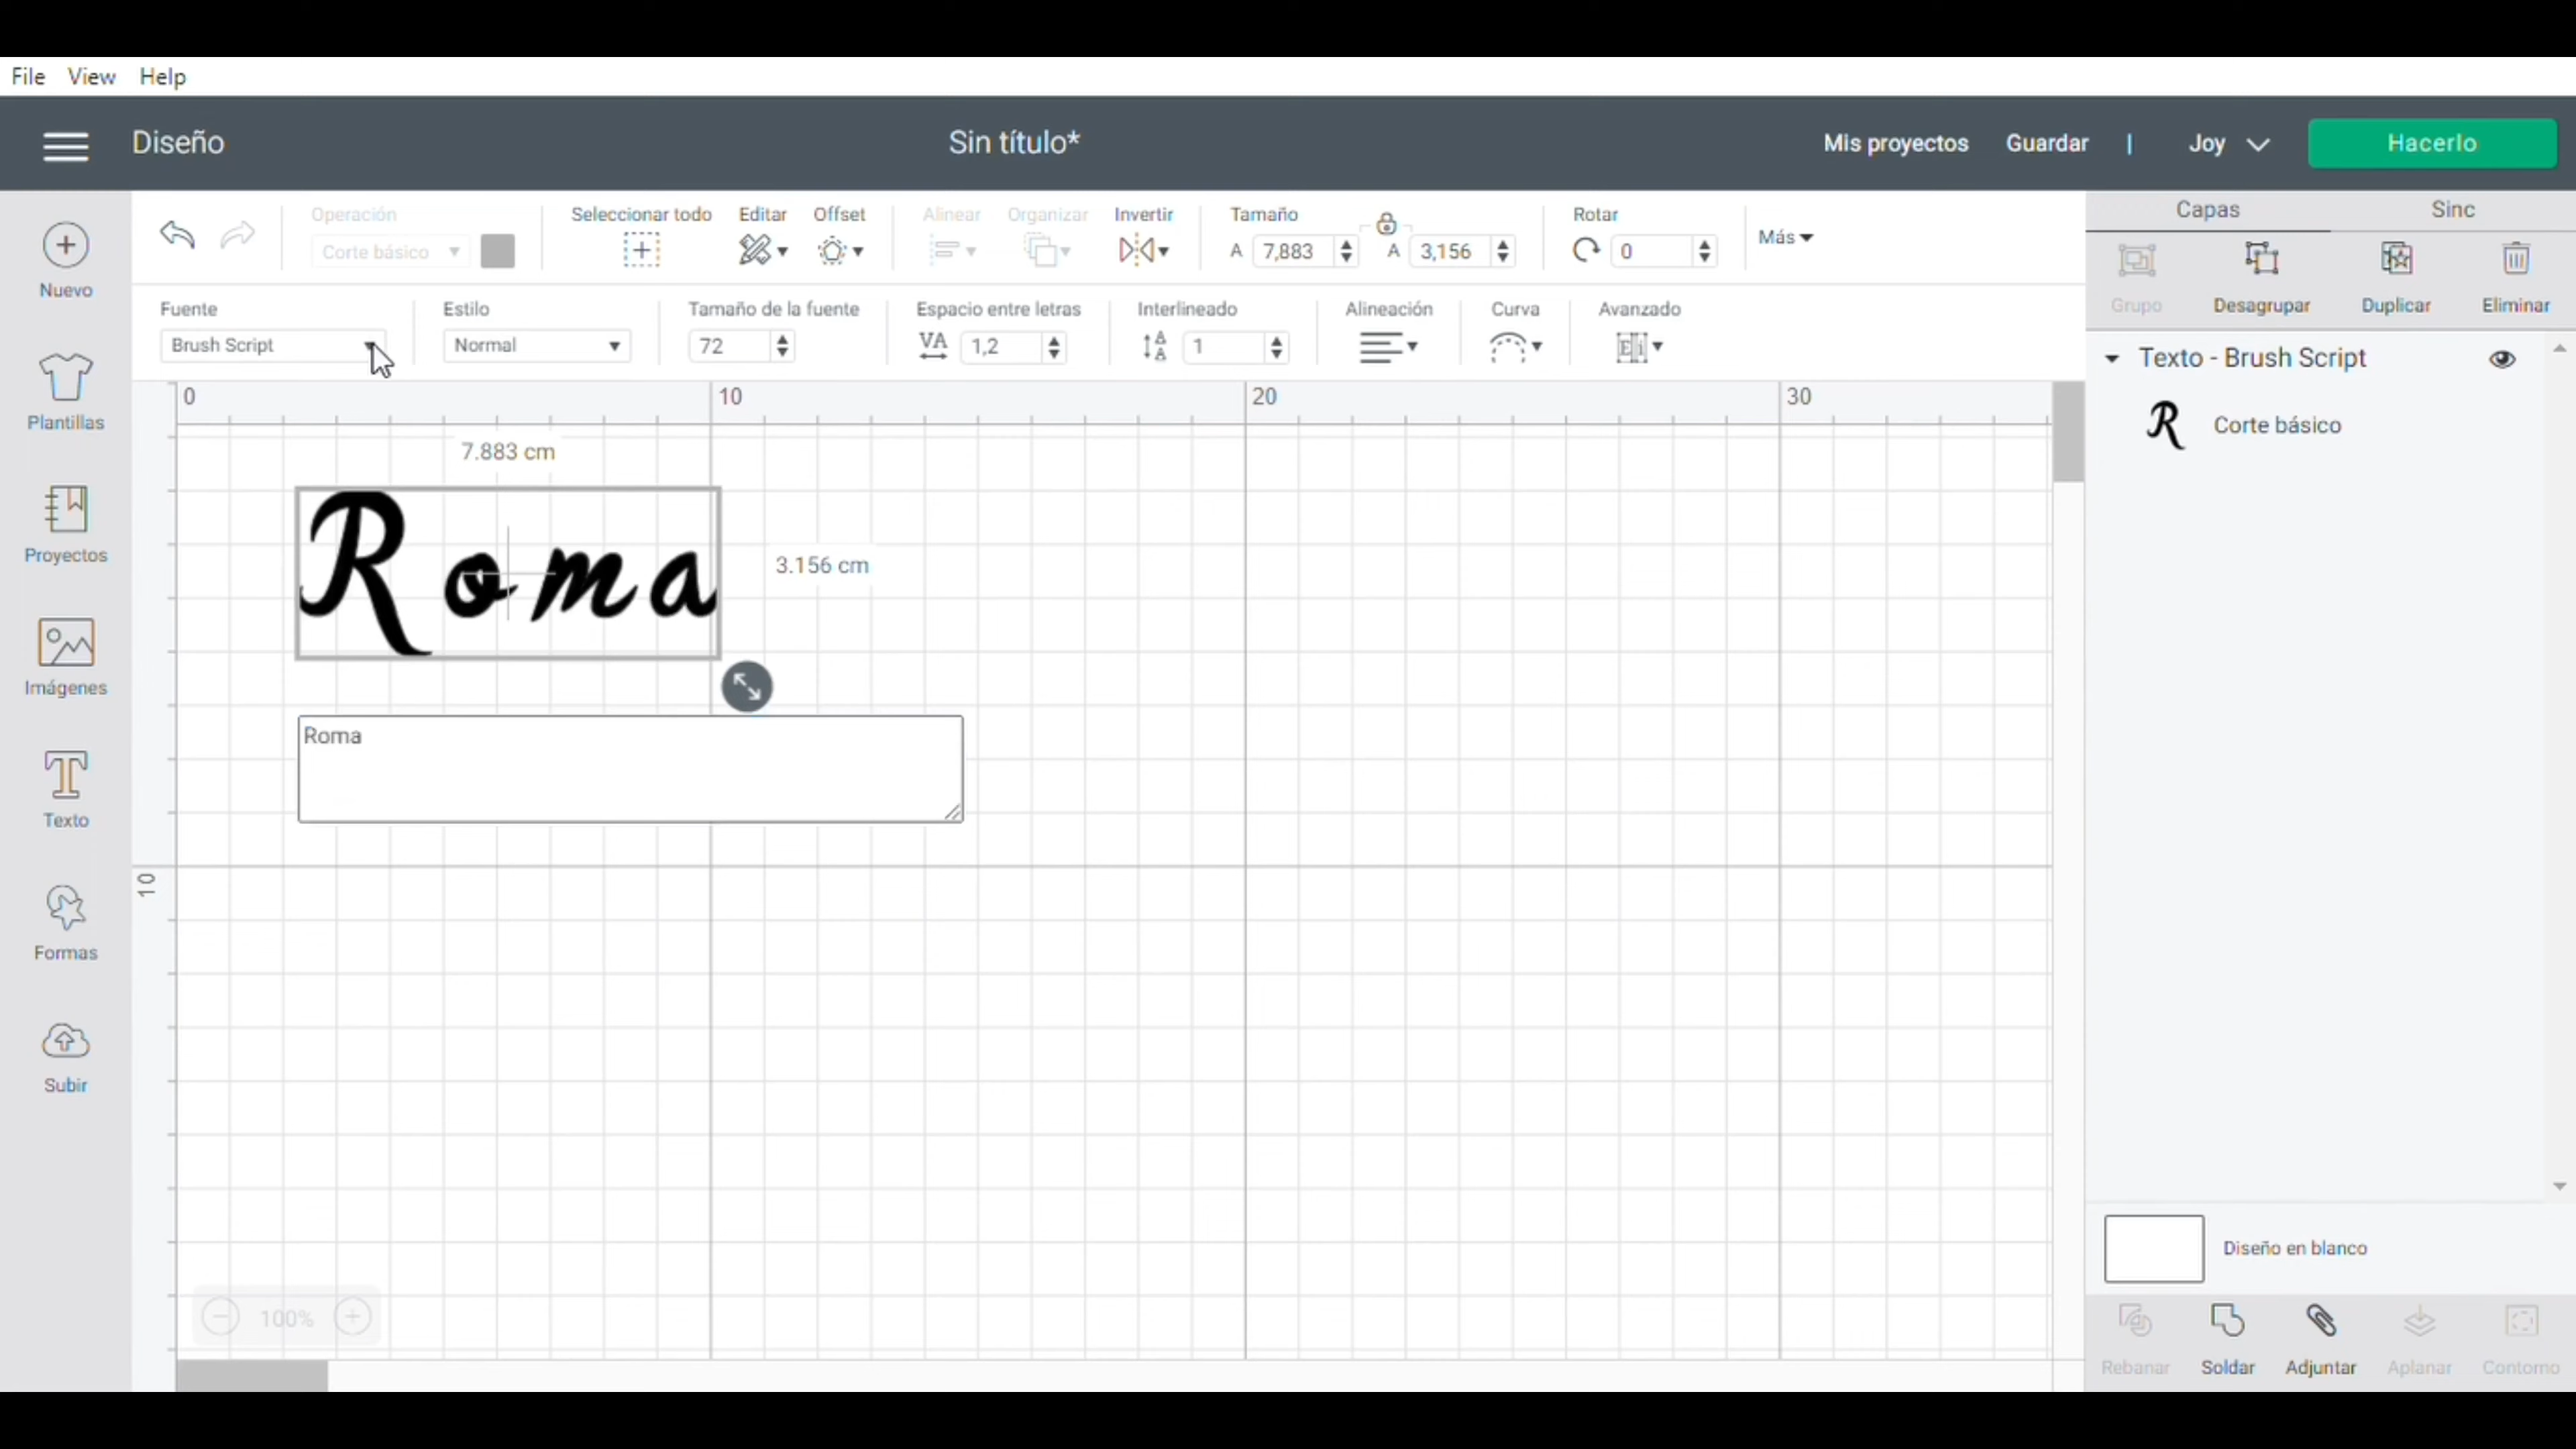 File View Help
Diseño Sin título* Mis proyectos Guardar | Joy Hacerlo
Operación Seleccionar todo Editar Offset Alinear Organizar Invertir Tamaño Rotar
Corte básico A 7,883 A 3,156 0 Más
Fuente Estilo Tamaño de la fuente Espacio entre letras Interlineado Alineación Curva Avanzado
Brush Script Normal 72 VA 1,2 1
Capas Sinc
Grupo Desagrupar Duplicar Eliminar
Texto - Brush Script
R Corte básico
Nuevo
Plantillas
Proyectos
Imágenes
Texto
Formas
Subir
0 10 20 30
7.883 cm
Roma
3.156 cm
Roma
10
100%
Diseño en blanco
Rebanar Soldar Adjuntar Aplanar Contorno